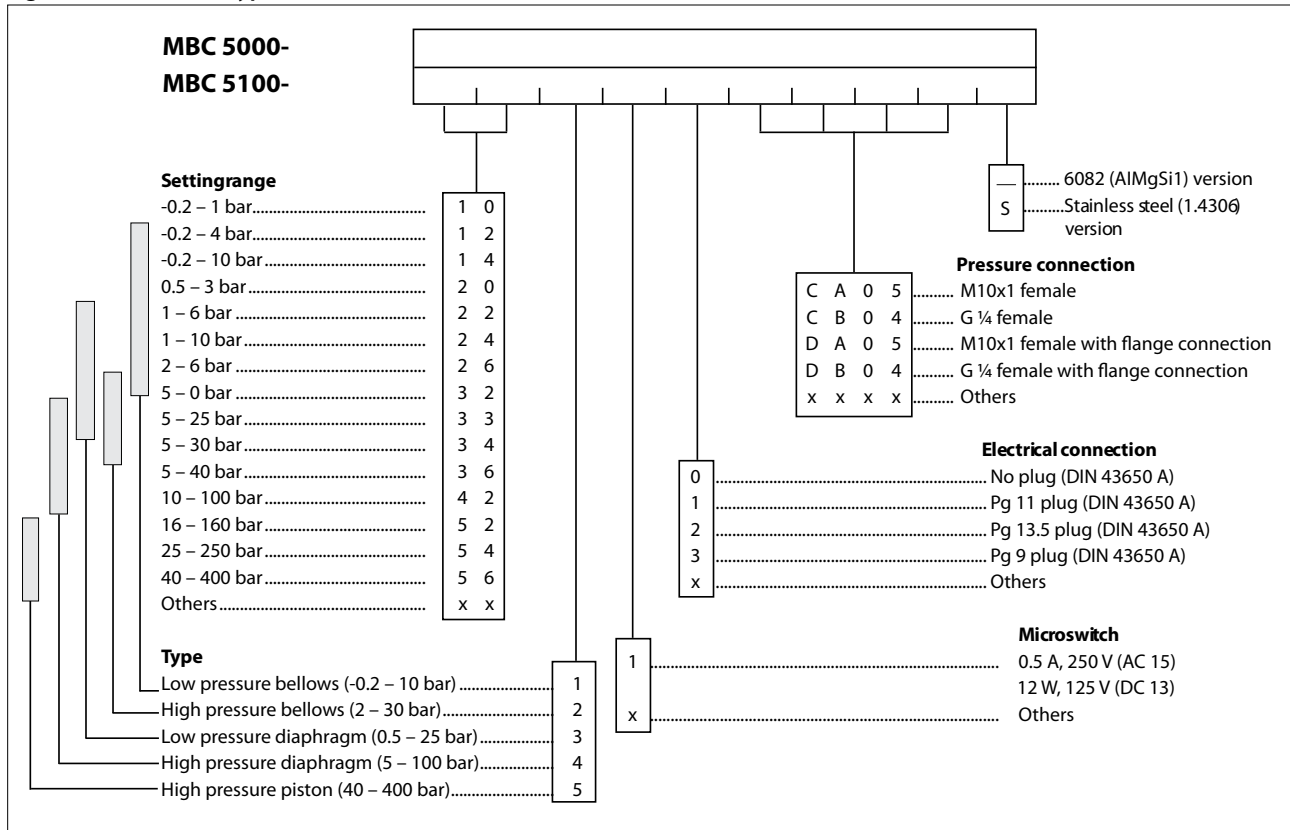 MBC 5000-
MBC 5100-
Settingrange
-0.2 – 1 bar 1 0
-0.2 – 4 bar 1 2
-0.2 – 10 bar 1 4
0.5 – 3 bar 2 0
1 – 6 bar 2 2
1 – 10 bar 2 4
2 – 6 bar 2 6
5 – 0 bar 3 2
5 – 25 bar 3 3
5 – 30 bar 3 4
5 – 40 bar 3 6
10 – 100 bar 4 2
16 – 160 bar 5 2
25 – 250 bar 5 4
40 – 400 bar 5 6
Others x x
Type
Low pressure bellows (-0.2 – 10 bar) 1
High pressure bellows (2 – 30 bar) 2
Low pressure diaphragm (0.5 – 25 bar) 3
High pressure diaphragm (5 – 100 bar) 4
High pressure piston (40 – 400 bar) 5
— 6082 (AlMgSi1) version
S Stainless steel (1.4306)
version
Pressure connection
C A 0 5 M10x1 female
C B 0 4 G ¼ female
D A 0 5 M10x1 female with flange connection
D B 0 4 G ¼ female with flange connection
x x x x Others
Electrical connection
0 No plug (DIN 43650 A)
1 Pg 11 plug (DIN 43650 A)
2 Pg 13.5 plug (DIN 43650 A)
3 Pg 9 plug (DIN 43650 A)
x Others
Microswitch
1 0.5 A, 250 V (AC 15)
12 W, 125 V (DC 13)
x Others